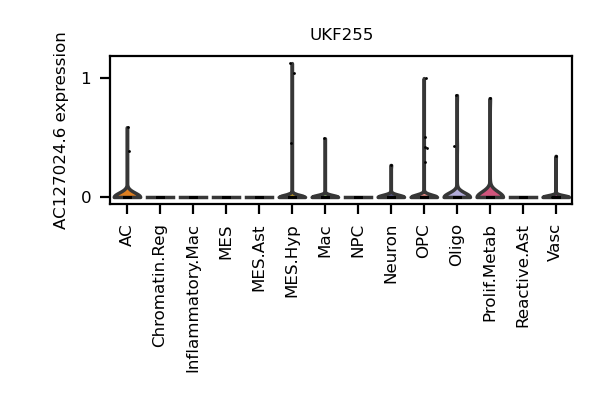 UKF255
AC127024.6 expression
1
0
AC
Chromatin.Reg
Inflammatory.Mac
MES
MES.Ast
MES.Hyp
Mac
NPC
Neuron
OPC
Oligo
Prolif.Metab
Reactive.Ast
Vasc